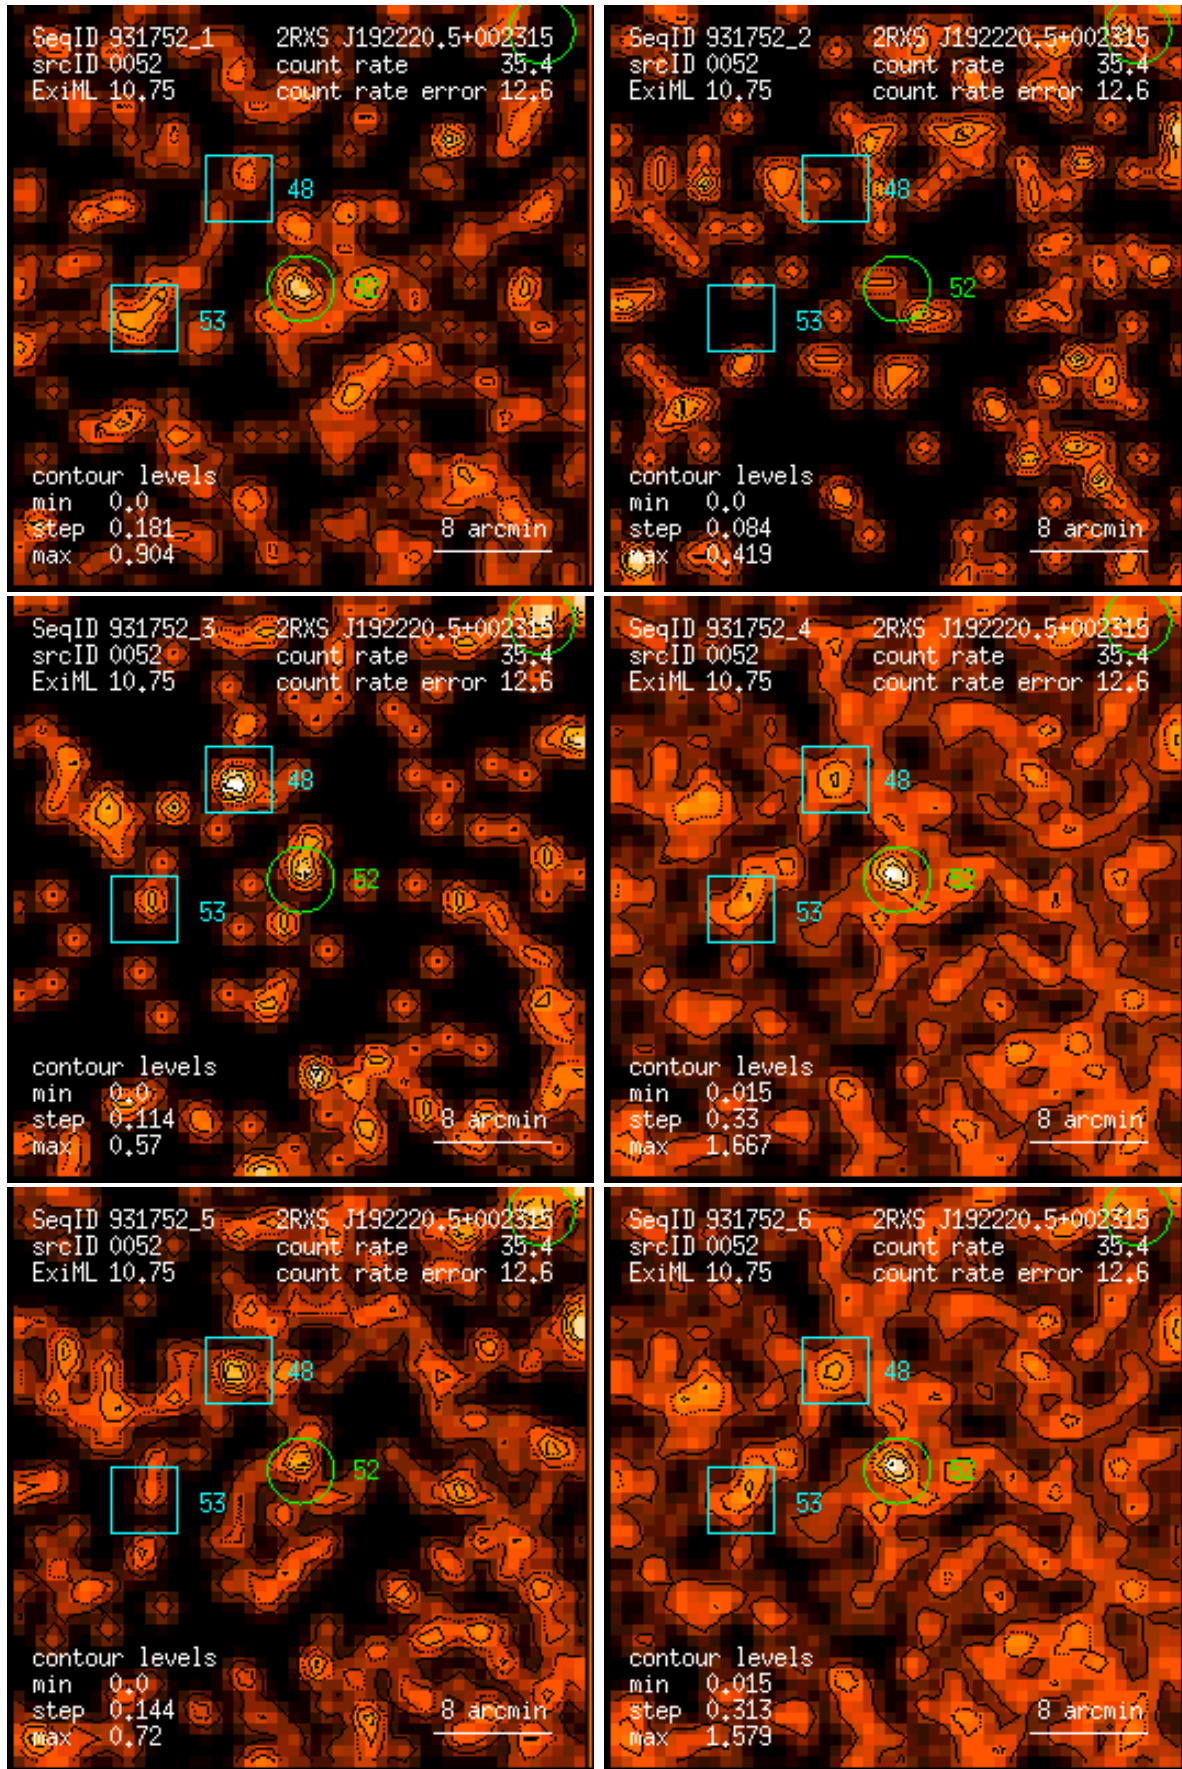 SeqID 931752_1 2RXS J192220.5+002315
srcID 0052 count rate 35.4
ExiML 10.75 count rate error 12.6
48
52
53
contour levels
min 0.0
step 0.181
max 0.904
8 arcmin
SeqID 931752_2 2RXS J192220.5+002315
srcID 0052 count rate 35.4
ExiML 10.75 count rate error 12.6
48
52
53
contour levels
min 0.0
step 0.084
max 0.419
8 arcmin
SeqID 931752_3 2RXS J192220.5+002315
srcID 0052 count rate 35.4
ExiML 10.75 count rate error 12.6
48
52
53
contour levels
min 0.0
step 0.114
max 0.57
8 arcmin
SeqID 931752_4 2RXS J192220.5+002315
srcID 0052 count rate 35.4
ExiML 10.75 count rate error 12.6
48
52
53
contour levels
min 0.015
step 0.33
max 1.667
8 arcmin
SeqID 931752_5 2RXS J192220.5+002315
srcID 0052 count rate 35.4
ExiML 10.75 count rate error 12.6
48
52
53
contour levels
min 0.0
step 0.144
max 0.72
8 arcmin
SeqID 931752_6 2RXS J192220.5+002315
srcID 0052 count rate 35.4
ExiML 10.75 count rate error 12.6
48
52
53
contour levels
min 0.015
step 0.313
max 1.579
8 arcmin